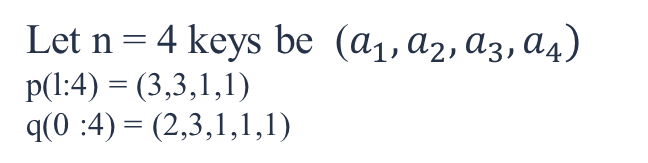 Let n = 4 keys be (𝑎₁, 𝑎₂, 𝑎₃, 𝑎₄)
p(1:4) = (3,3,1,1)
q(0 :4) = (2,3,1,1,1)